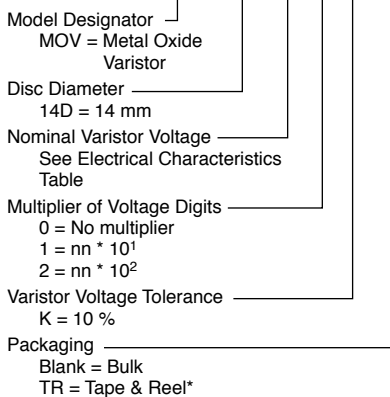 Model Designator
MOV = Metal Oxide
Varistor
Disc Diameter
14D = 14 mm
Nominal Varistor Voltage
See Electrical Characteristics
Table
Multiplier of Voltage Digits
0 = No multiplier
1 = nn * 10¹
2 = nn * 10²
Varistor Voltage Tolerance
K = 10 %
Packaging
Blank = Bulk
TR = Tape & Reel*